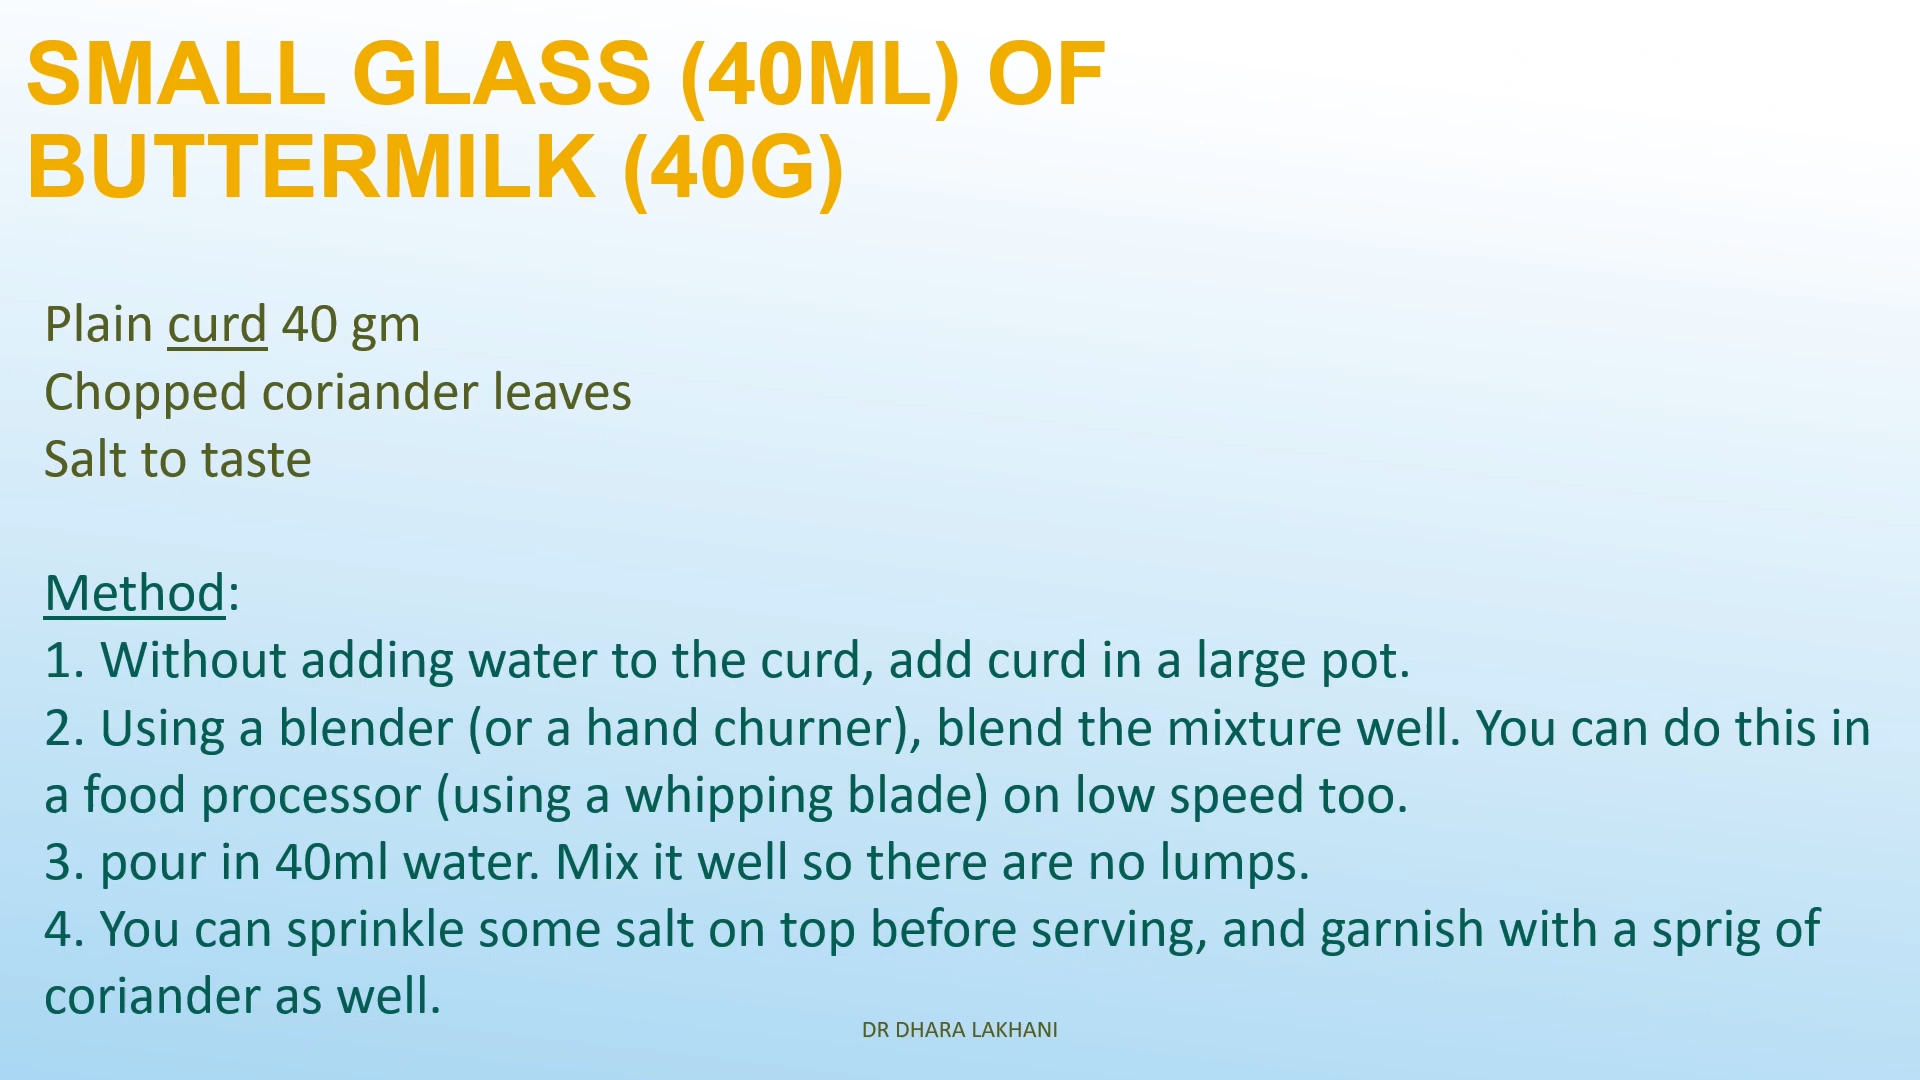 SMALL GLASS (40ML) OF
BUTTERMILK (40G)
Plain curd 40 gm
Chopped coriander leaves
Salt to taste
Method:
1. Without adding water to the curd, add curd in a large pot.
2. Using a blender (or a hand churner), blend the mixture well. You can do this in
a food processor (using a whipping blade) on low speed too.
3. pour in 40ml water. Mix it well so there are no lumps.
4. You can sprinkle some salt on top before serving, and garnish with a sprig of
coriander as well.
DR DHARA LAKHANI